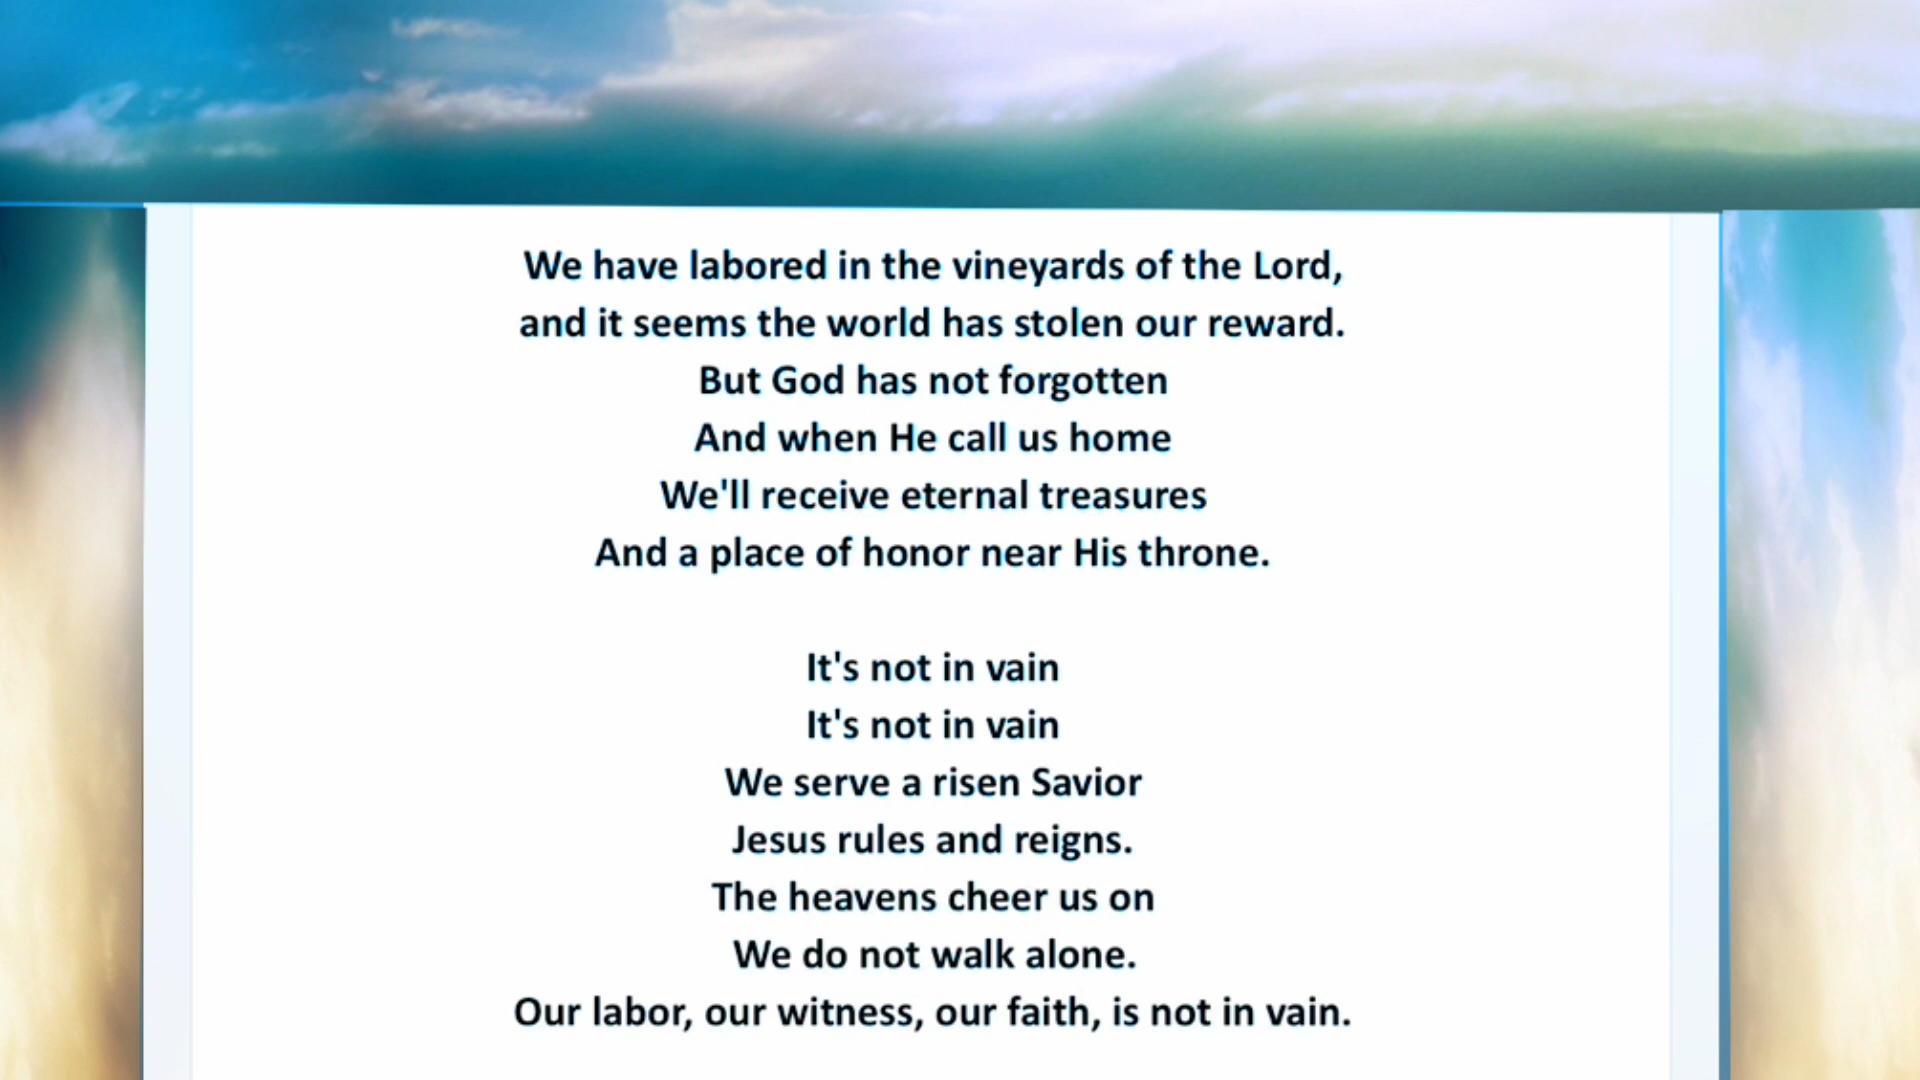 We have labored in the vineyards of the Lord,
and it seems the world has stolen our reward.
But God has not forgotten
And when He call us home
We'll receive eternal treasures
And a place of honor near His throne.
It's not in vain
It's not in vain
We serve a risen Savior
Jesus rules and reigns.
The heavens cheer us on
We do not walk alone.
Our labor, our witness, our faith, is not in vain.